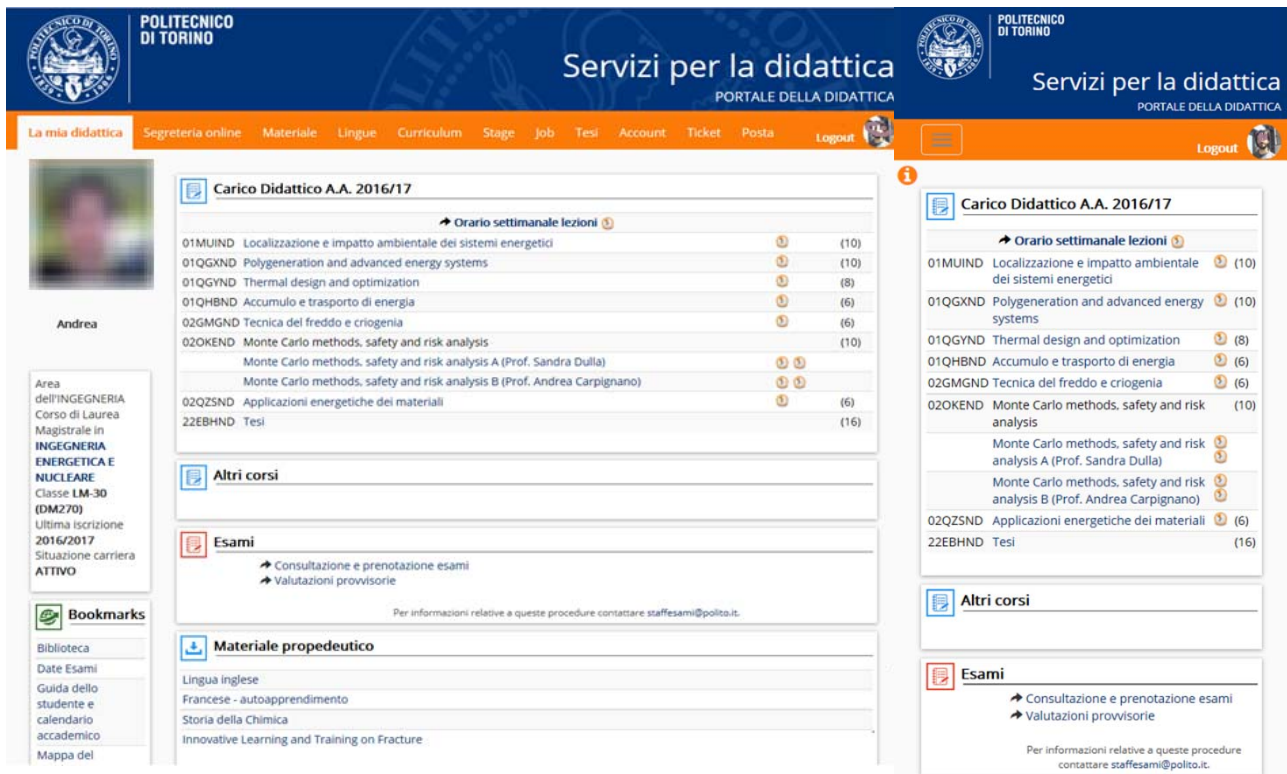 POLITECNICO
DI TORINO
Servizi per la didattica
PORTALE DELLA DIDATTICA
La mia didattica Segreteria online Materiale Lingue Curriculum Stage Job Tesi Account Ticket Posta Logout
Andrea
Area
dell'INGEGNERIA
Corso di Laurea
Magistrale in
INGEGNERIA
ENERGETICA E
NUCLEARE
Classe LM-30
(DM270)
Ultima iscrizione
2016/2017
Situazione carriera
ATTIVO
Bookmarks
Biblioteca
Date Esami
Guida dello
studente e
calendario
accademico
Mappa del
Carico Didattico A.A. 2016/17
Orario settimanale lezioni
01MUIND Localizzazione e impatto ambientale dei sistemi energetici (10)
01QGXND Polygeneration and advanced energy systems (10)
01QGYND Thermal design and optimization (8)
01QHBND Accumulo e trasporto di energia (6)
02GMGND Tecnica del freddo e criogenia (6)
02OKEND Monte Carlo methods, safety and risk analysis (10)
Monte Carlo methods, safety and risk analysis A (Prof. Sandra Dulla)
Monte Carlo methods, safety and risk analysis B (Prof. Andrea Carpignano)
02QZSND Applicazioni energetiche dei materiali (6)
22EBHND Tesi (16)
Altri corsi
Esami
Consultazione e prenotazione esami
Valutazioni provvisorie
Per informazioni relative a queste procedure contattare staffesami@polito.it.
Materiale propedeutico
Lingua inglese
Francese - autoapprendimento
Storia della Chimica
Innovative Learning and Training on Fracture
POLITECNICO
DI TORINO
Servizi per la didattica
PORTALE DELLA DIDATTICA
Logout
Carico Didattico A.A. 2016/17
Orario settimanale lezioni
01MUIND Localizzazione e impatto ambientale (10)
dei sistemi energetici
01QGXND Polygeneration and advanced energy (10)
systems
01QGYND Thermal design and optimization (8)
01QHBND Accumulo e trasporto di energia (6)
02GMGND Tecnica del freddo e criogenia (6)
02OKEND Monte Carlo methods, safety and risk (10)
analysis
Monte Carlo methods, safety and risk
analysis A (Prof. Sandra Dulla)
Monte Carlo methods, safety and risk
analysis B (Prof. Andrea Carpignano)
02QZSND Applicazioni energetiche dei materiali (6)
22EBHND Tesi (16)
Altri corsi
Esami
Consultazione e prenotazione esami
Valutazioni provvisorie
Per informazioni relative a queste procedure
contattare staffesami@polito.it.